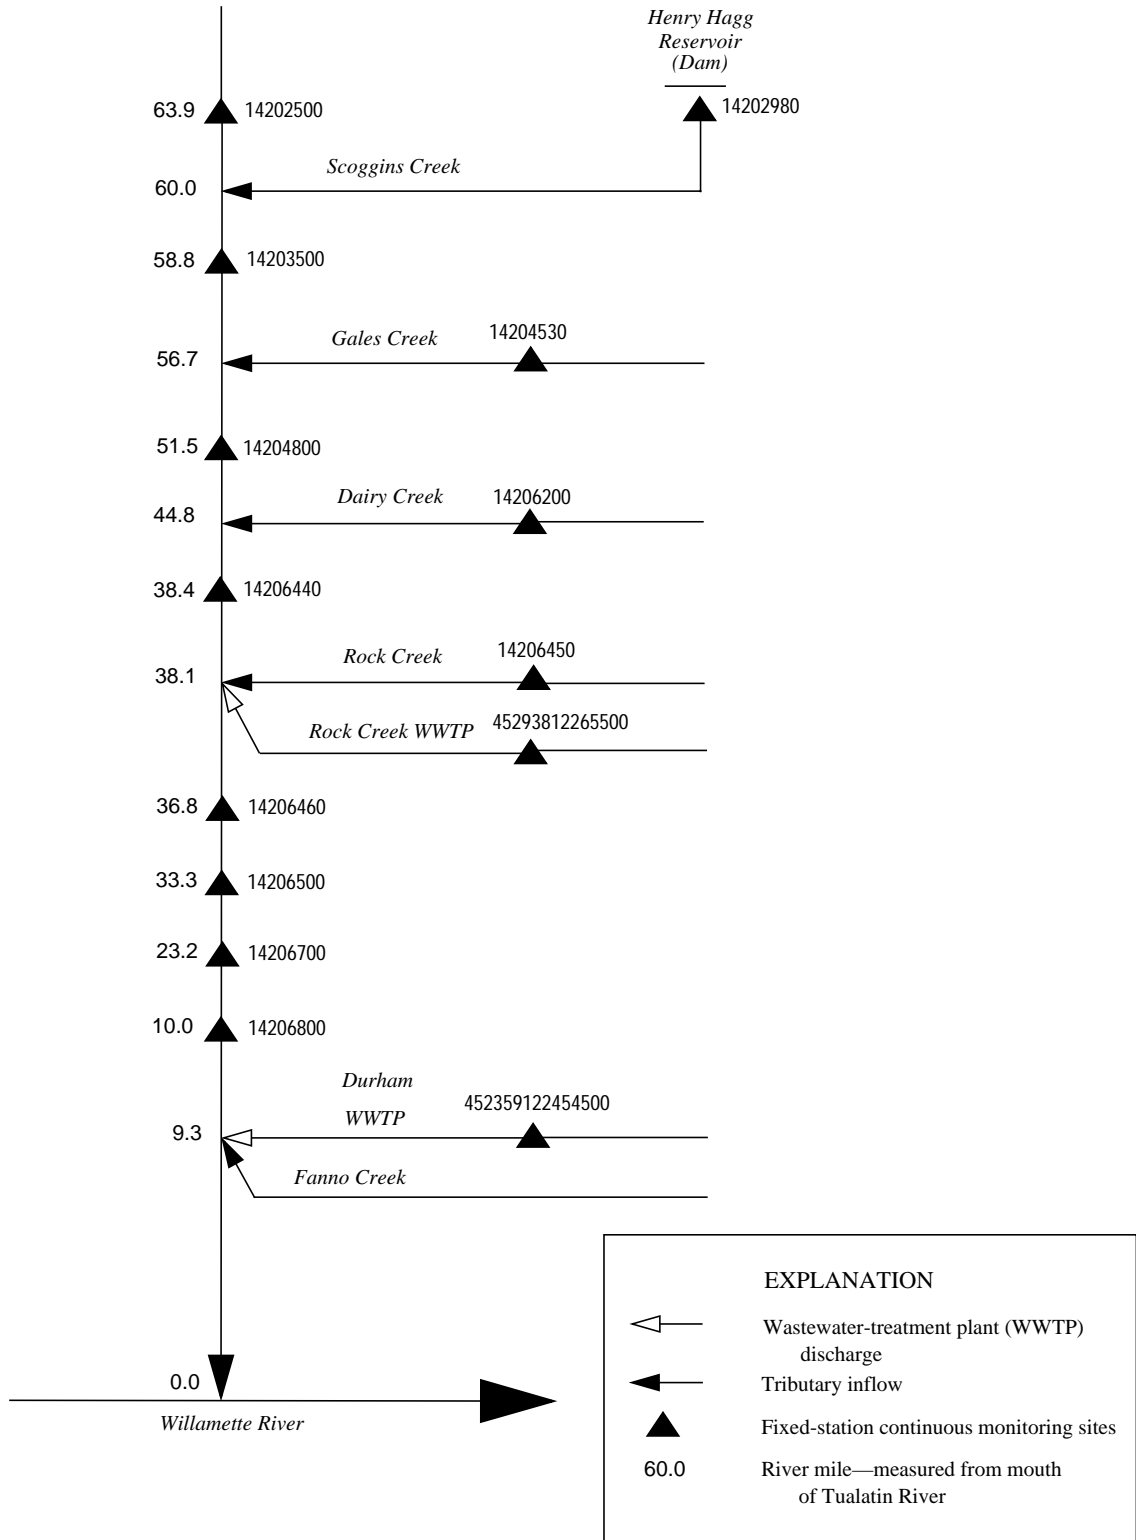 Henry Hagg
Reservoir
(Dam)
63.9 14202500
14202980
Scoggins Creek
60.0
58.8 14203500
14204530
Gales Creek
56.7
51.5 14204800
Dairy Creek 14206200
44.8
38.4 14206440
Rock Creek 14206450
38.1
Rock Creek WWTP 45293812265500
36.8 14206460
33.3 14206500
23.2 14206700
10.0 14206800
Durham
WWTP 452359122454500
9.3
Fanno Creek
0.0
Willamette River
EXPLANATION
Wastewater-treatment plant (WWTP)
discharge
Tributary inflow
Fixed-station continuous monitoring sites
60.0 River mile—measured from mouth
of Tualatin River